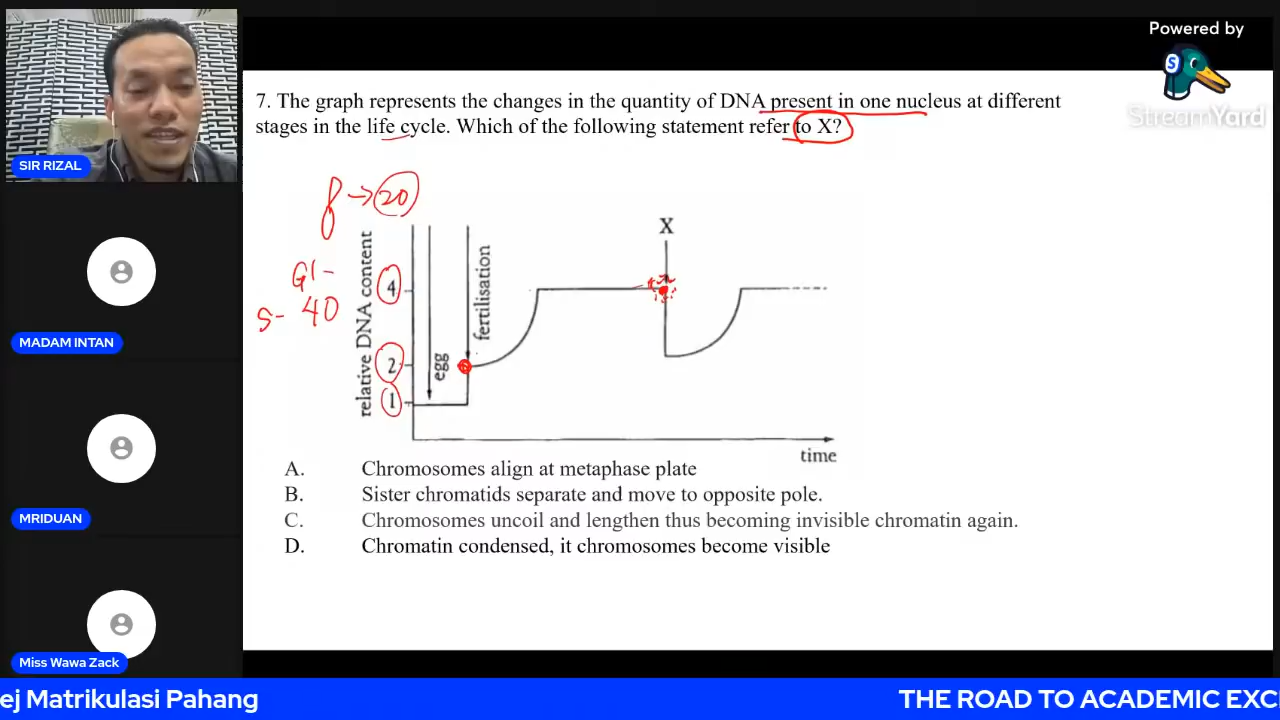 Powered by
S
StreamYard
SIR RIZAL
MADAM INTAN
MRIDUAN
Miss Wawa Zack
7. The graph represents the changes in the quantity of DNA present in one nucleus at different
stages in the life cycle. Which of the following statement refer to X?
f → 20
G1 -
S - 40
relative DNA content
4
2
1
egg
fertilisation
X
time
A. Chromosomes align at metaphase plate
B. Sister chromatids separate and move to opposite pole.
C. Chromosomes uncoil and lengthen thus becoming invisible chromatin again.
D. Chromatin condensed, it chromosomes become visible
ej Matrikulasi Pahang
THE ROAD TO ACADEMIC EXC